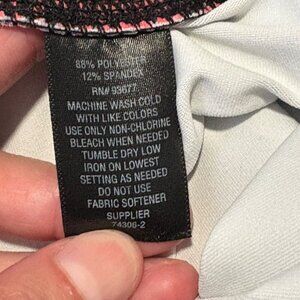 88% POLYESTER
12% SPANDEX
RN# 93677
MACHINE WASH COLD
WITH LIKE COLORS
USE ONLY NON-CHLORINE
BLEACH WHEN NEEDED
TUMBLE DRY LOW
IRON ON LOWEST
SETTING AS NEEDED
DO NOT USE
FABRIC SOFTENER
SUPPLIER
74306-2